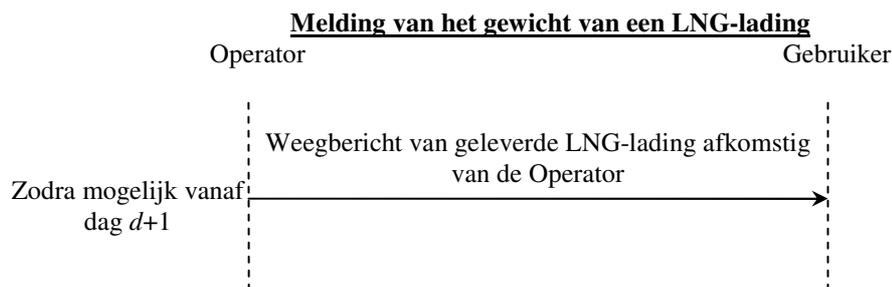 Melding van het gewicht van een LNG-lading
Operator
Gebruiker
Weegbericht van geleverde LNG-lading afkomstig
van de Operator
Zodra mogelijk vanaf
dag d+1